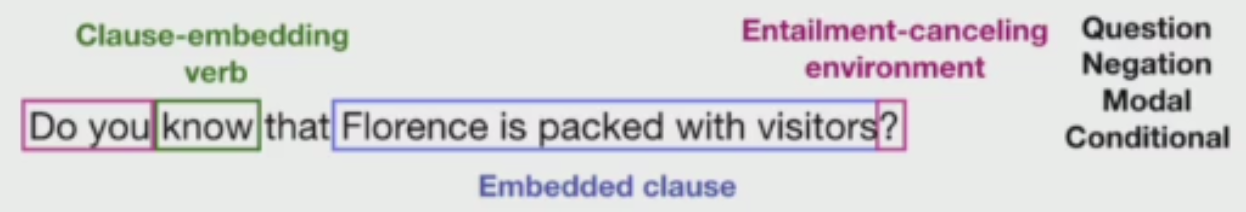 Clause-embedding
verb
Entailment-canceling
environment
Question
Negation
Modal
Conditional
Do you know that Florence is packed with visitors?
Embedded clause